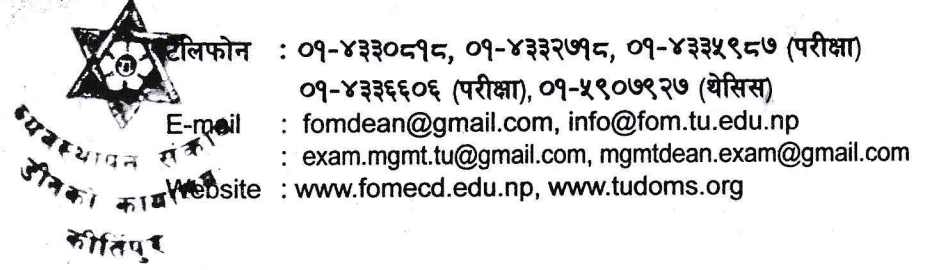 टेलिफोन : ०१-४३३०८१८, ०१-४३३२७१८, ०१-४३३५९८७ (परीक्षा)
०१-४३३६६०६ (परीक्षा), ०१-५९०७९२७ (थेसिस)
E-mail : fomdean@gmail.com, info@fom.tu.edu.np
: exam.mgmt.tu@gmail.com, mgmtdean.exam@gmail.com
Website : www.fomecd.edu.np, www.tudoms.org
व्यवस्थापन संकाय
डीनको कार्यालय
कीर्तिपुर